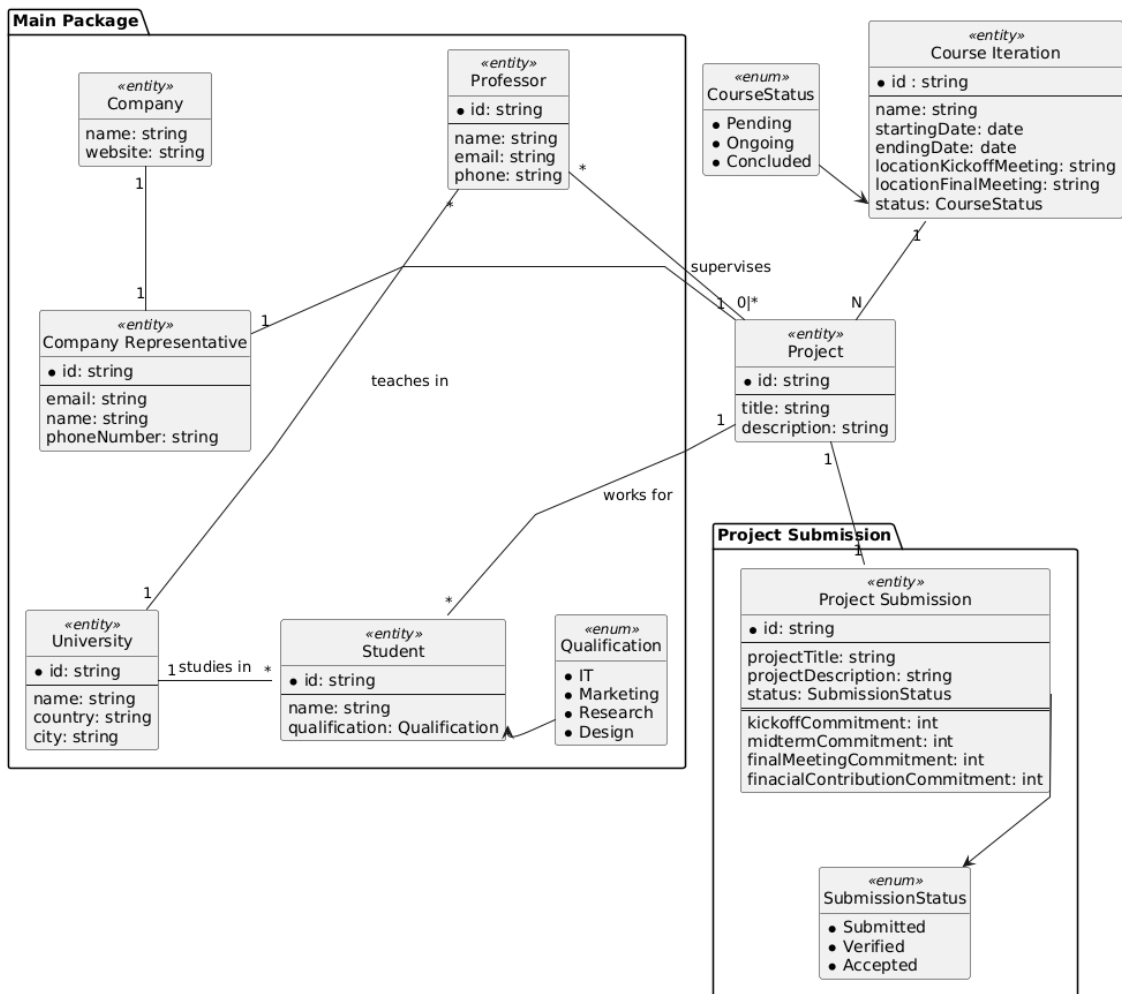 Main Package
«entity»
Company
name: string
website: string
«entity»
Professor
id: string
name: string
email: string
phone: string
«enum»
CourseStatus
Pending
Ongoing
Concluded
«entity»
Course Iteration
id : string
name: string
startingDate: date
endingDate: date
locationKickoffMeeting: string
locationFinalMeeting: string
status: CourseStatus
1
*
*
1
supervises
1
1
1
0|*
N
«entity»
Company Representative
id: string
email: string
name: string
phoneNumber: string
«entity»
Project
id: string
title: string
description: string
teaches in
1
1
works for
Project Submission
1
1
*
«entity»
University
id: string
name: string
country: string
city: string
1
studies in
*
«entity»
Student
id: string
name: string
qualification: Qualification
«enum»
Qualification
IT
Marketing
Research
Design
«entity»
Project Submission
id: string
projectTitle: string
projectDescription: string
status: SubmissionStatus
kickoffCommitment: int
midtermCommitment: int
finalMeetingCommitment: int
finacialContributionCommitment: int
«enum»
SubmissionStatus
Submitted
Verified
Accepted